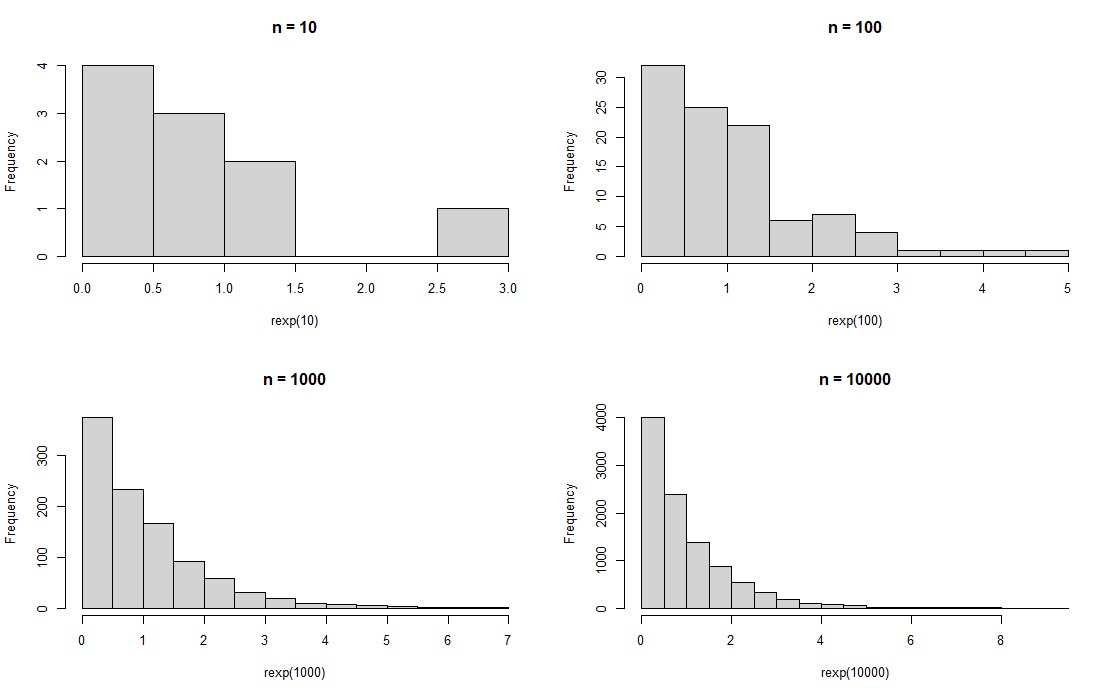 n = 10
Frequency
4
3
2
1
0
0.0 0.5 1.0 1.5 2.0 2.5 3.0
rexp(10)
n = 100
Frequency
30
25
20
15
10
5
0
0 1 2 3 4 5
rexp(100)
n = 1000
Frequency
300
200
100
0
0 1 2 3 4 5 6 7
rexp(1000)
n = 10000
Frequency
4000
3000
2000
1000
0
0 2 4 6 8
rexp(10000)